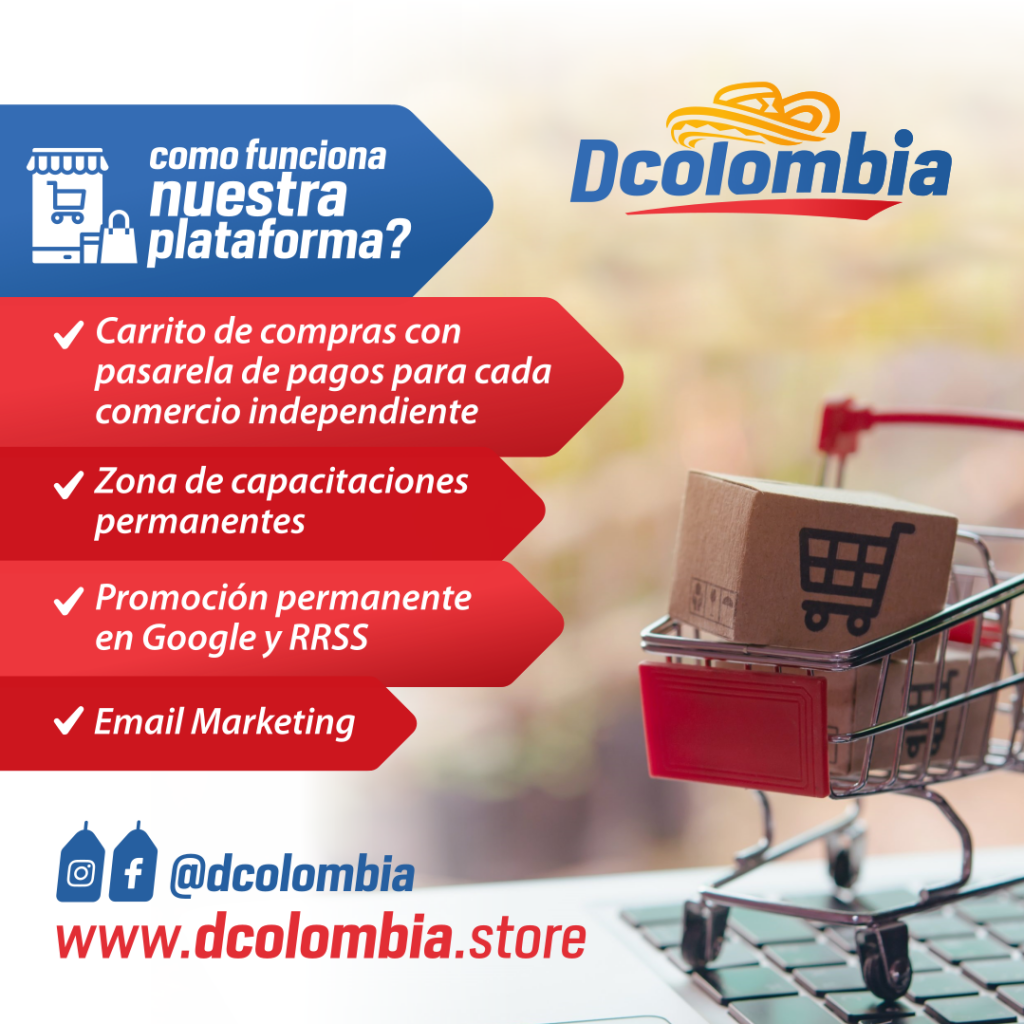 como funciona
nuestra
plataforma?
Dcolombia
Carrito de compras con
pasarela de pagos para cada
comercio independiente
Zona de capacitaciones
permanentes
Promoción permanente
en Google y RRSS
Email Marketing
@dcolombia
www.dcolombia.store